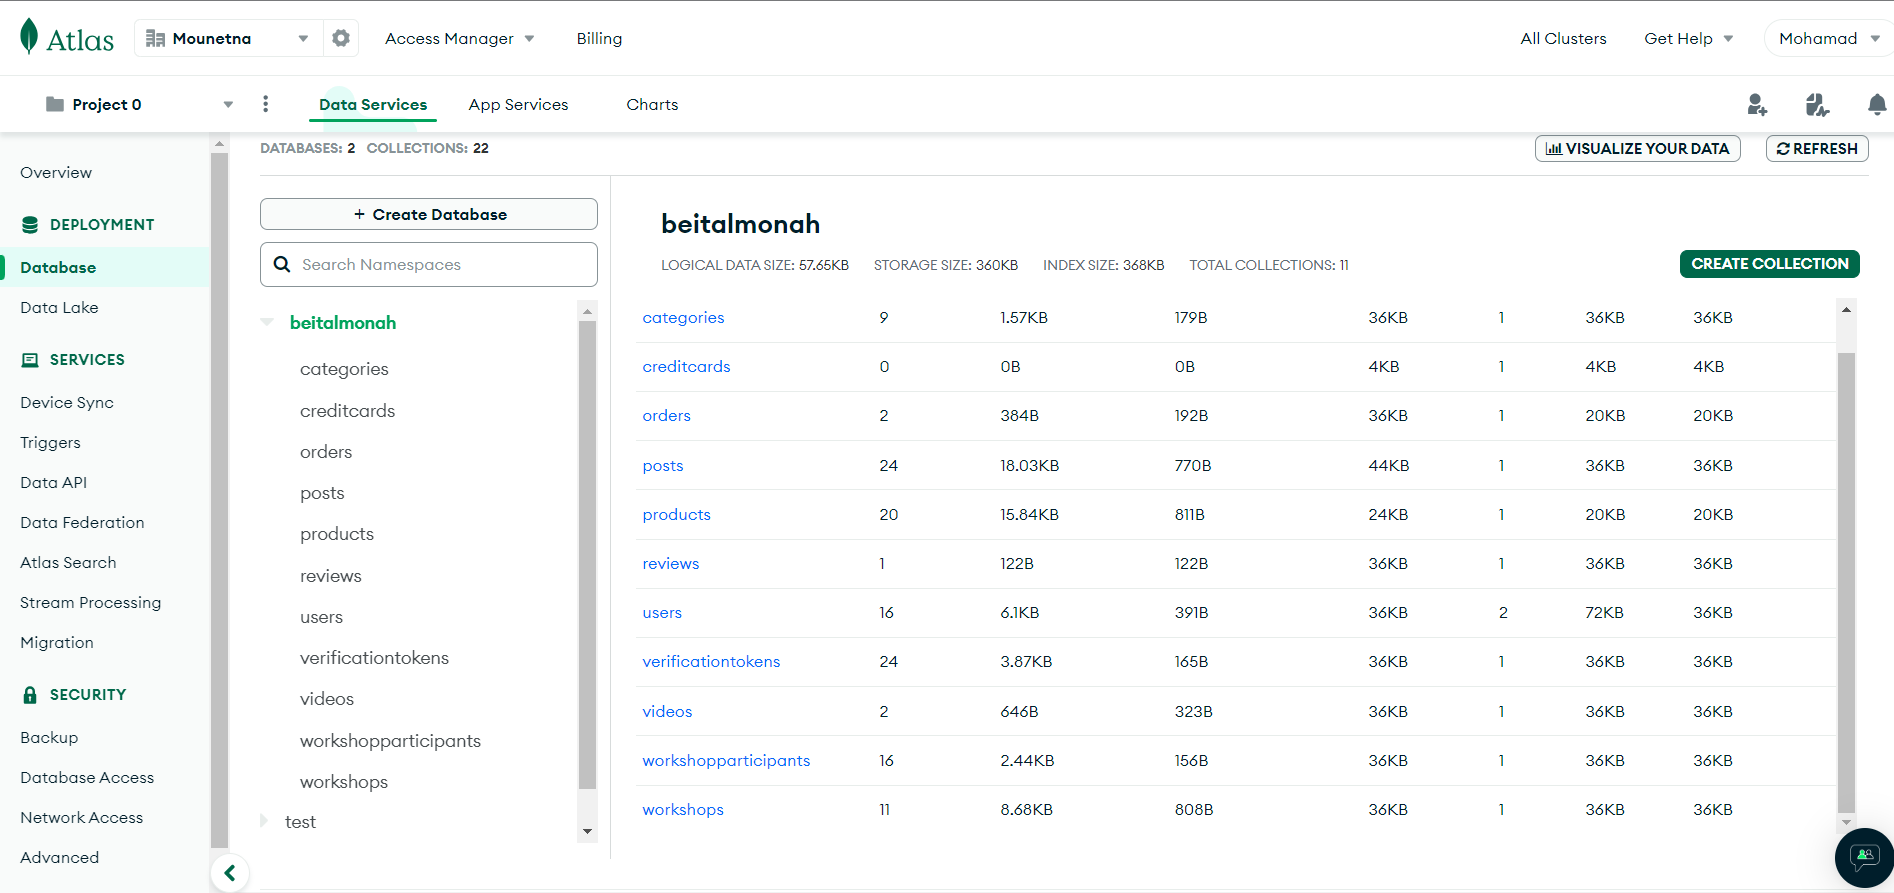 Atlas Mounetna Access Manager Billing All Clusters Get Help Mohamad
Project 0 Data Services App Services Charts
Overview
DEPLOYMENT
Database
Data Lake
SERVICES
Device Sync
Triggers
Data API
Data Federation
Atlas Search
Stream Processing
Migration
SECURITY
Backup
Database Access
Network Access
Advanced
DATABASES: 2 COLLECTIONS: 22
VISUALIZE YOUR DATA REFRESH
+ Create Database
Search Namespaces
beitalmonah
categories
creditcards
orders
posts
products
reviews
users
verificationtokens
videos
workshopparticipants
workshops
test
beitalmonah
LOGICAL DATA SIZE: 57.65KB STORAGE SIZE: 360KB INDEX SIZE: 368KB TOTAL COLLECTIONS: 11
CREATE COLLECTION
categories 9 1.57KB 179B 36KB 1 36KB 36KB
creditcards 0 0B 0B 4KB 1 4KB 4KB
orders 2 384B 192B 36KB 1 20KB 20KB
posts 24 18.03KB 770B 44KB 1 36KB 36KB
products 20 15.84KB 811B 24KB 1 20KB 20KB
reviews 1 122B 122B 36KB 1 36KB 36KB
users 16 6.1KB 391B 36KB 2 72KB 36KB
verificationtokens 24 3.87KB 165B 36KB 1 36KB 36KB
videos 2 646B 323B 36KB 1 36KB 36KB
workshopparticipants 16 2.44KB 156B 36KB 1 36KB 36KB
workshops 11 8.68KB 808B 36KB 1 36KB 36KB